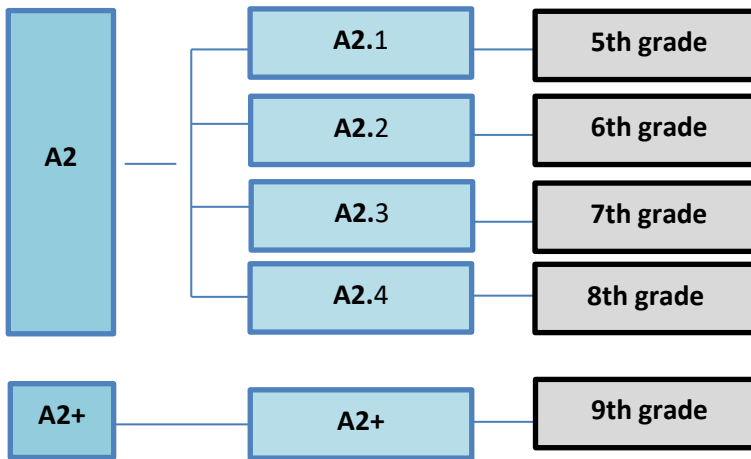 A2
A2.1
5th grade
A2.2
6th grade
A2.3
7th grade
A2.4
8th grade
A2+
A2+
9th grade